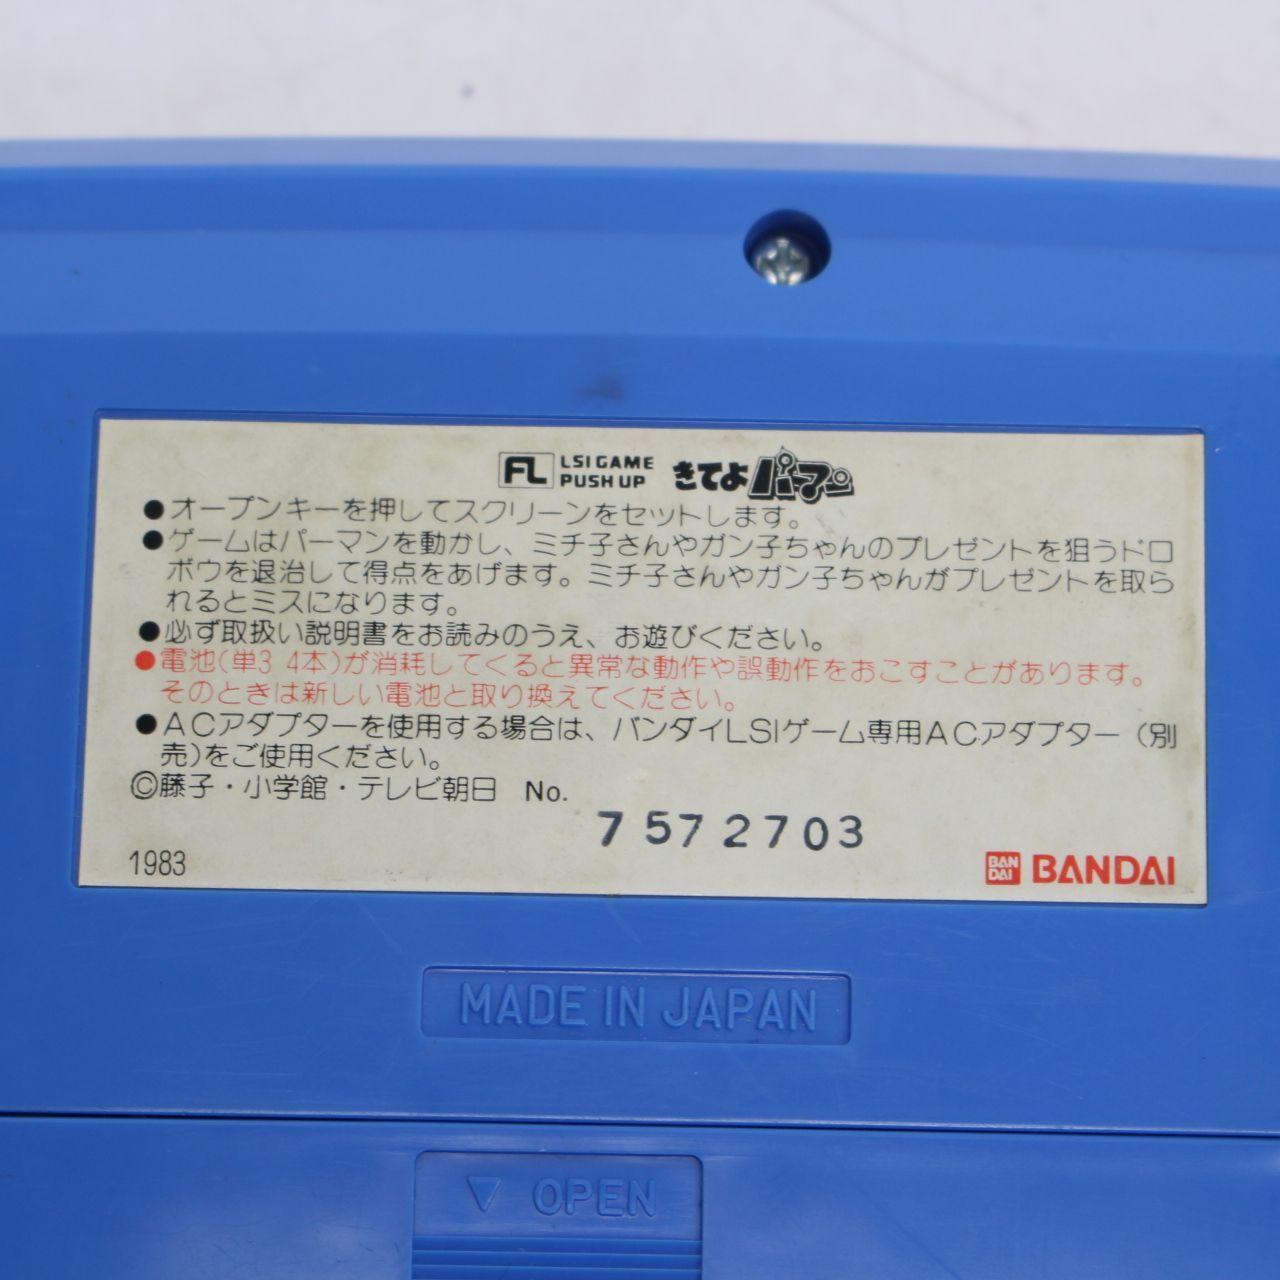 FL LSI GAME PUSH UP きてよパーマン
●オープンキーを押してスクリーンをセットします。
●ゲームはパーマンを動かし、ミチ子さんやガン子ちゃんのプレゼントを狙うドロ
ボウを退治して得点をあげます。ミチ子さんやガン子ちゃんがプレゼントを取ら
れるとミスになります。
●必ず取扱い説明書をお読みのうえ、お遊びください。
●電池(単3 4本)が消耗してくると異常な動作や誤動作をおこすことがあります。
そのときは新しい電池と取り換えてください。
●ACアダプターを使用する場合は、バンダイLSIゲーム専用ACアダプター(別
売)をご使用ください。
©藤子・小学館・テレビ朝日 No.
7572703
1983 BANDAI BANDAI
MADE IN JAPAN
▽ OPEN